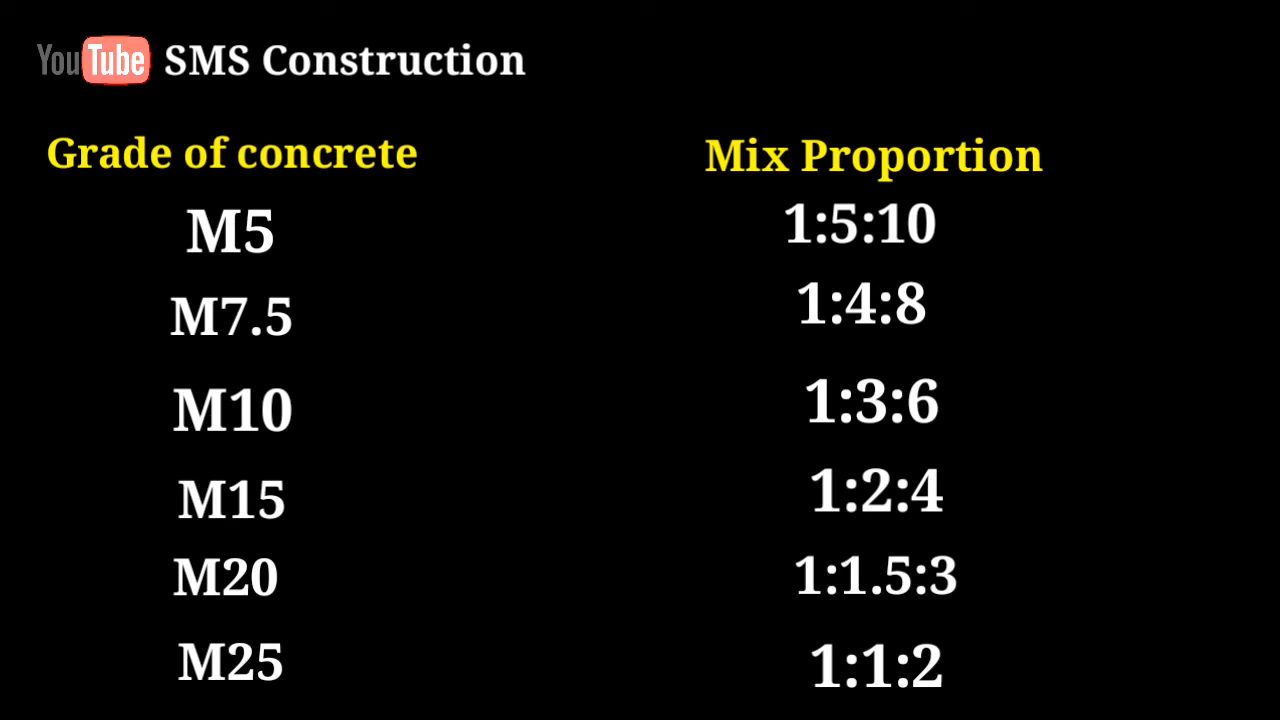 YouTube SMS Construction
Grade of concrete Mix Proportion
M5 1:5:10
M7.5 1:4:8
M10 1:3:6
M15 1:2:4
M20 1:1.5:3
M25 1:1:2